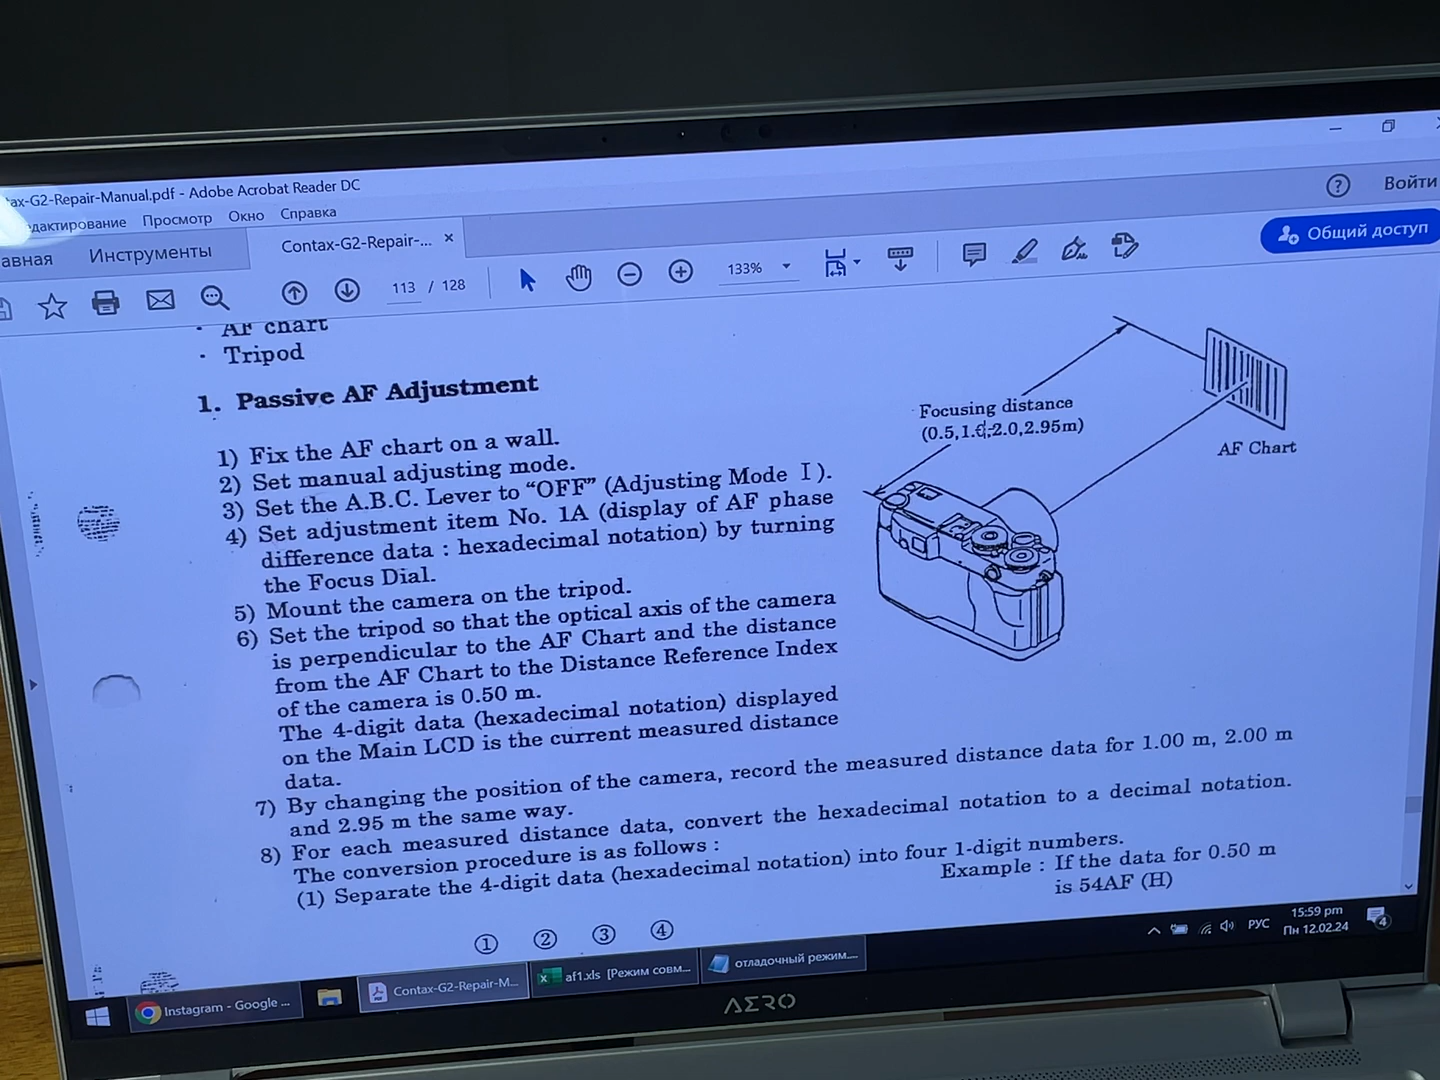 tax-G2-Repair-Manual.pdf - Adobe Acrobat Reader DC
едактирование Просмотр Окно Справка
авная Инструменты Contax-G2-Repair-... ×
? Войти
Общий доступ
113 / 128 133%
· AF chart
· Tripod
1. Passive AF Adjustment
1) Fix the AF chart on a wall.
2) Set manual adjusting mode.
3) Set the A.B.C. Lever to “OFF” (Adjusting Mode I).
4) Set adjustment item No. 1A (display of AF phase
difference data : hexadecimal notation) by turning
the Focus Dial.
5) Mount the camera on the tripod.
6) Set the tripod so that the optical axis of the camera
is perpendicular to the AF Chart and the distance
from the AF Chart to the Distance Reference Index
of the camera is 0.50 m.
The 4-digit data (hexadecimal notation) displayed
on the Main LCD is the current measured distance
data.
Focusing distance
(0.5,1.0,2.0,2.95m)
AF Chart
7) By changing the position of the camera, record the measured distance data for 1.00 m, 2.00 m
and 2.95 m the same way.
8) For each measured distance data, convert the hexadecimal notation to a decimal notation.
The conversion procedure is as follows :
(1) Separate the 4-digit data (hexadecimal notation) into four 1-digit numbers.
Example : If the data for 0.50 m
is 54AF (H)
① ② ③ ④
Instagram - Google ...
Contax-G2-Repair-M...
af1.xls [Режим совм...
отладочный режим....
РУС
15:59 pm
Пн 12.02.24
4
AERO